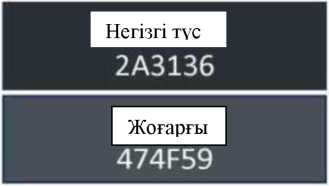 Негізгі түс
2A3136
Жоғарғы
474F59